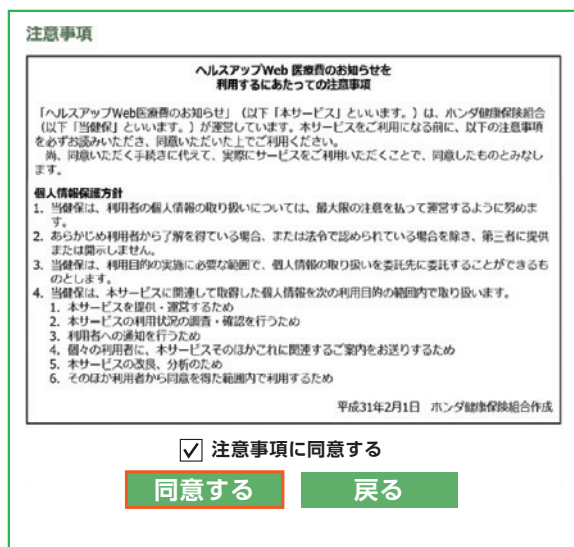 注意事項
ヘルスアップWeb 医療費のお知らせを
利用するにあたっての注意事項
「ヘルスアップWeb医療費のお知らせ」（以下「本サービス」といいます。）は、ホンダ健康保険組合
（以下「当健保」といいます。）が運営しています。本サービスをご利用になる前に、以下の注意事項
を必ずお読みいただき、同意いただいた上でご利用ください。
尚、同意いただく手続きに代えて、実際にサービスをご利用いただくことで、同意したものとみなし
ます。
個人情報保護方針
1. 当健保は、利用者の個人情報の取り扱いについては、最大限の注意を払って運営するように努めま
す。
2. あらかじめ利用者から了解を得ている場合、または法令で認められている場合を除き、第三者に提供
または開示しません。
3. 当健保は、利用目的の実施に必要な範囲で、個人情報の取り扱いを委託先に委託することができるも
のとします。
4. 当健保は、本サービスに関連して取得した個人情報を次の利用目的の範囲内で取り扱います。
1. 本サービスを提供・運営するため
2. 本サービスの利用状況の調査・確認を行うため
3. 利用者への通知を行うため
4. 個々の利用者に、本サービスそのほかこれに関連するご案内をお送りするため
5. 本サービスの改良、分析のため
6. そのほか利用者から同意を得た範囲内で利用するため
平成31年2月1日 ホンダ健康保険組合作成
注意事項に同意する
同意する 戻る